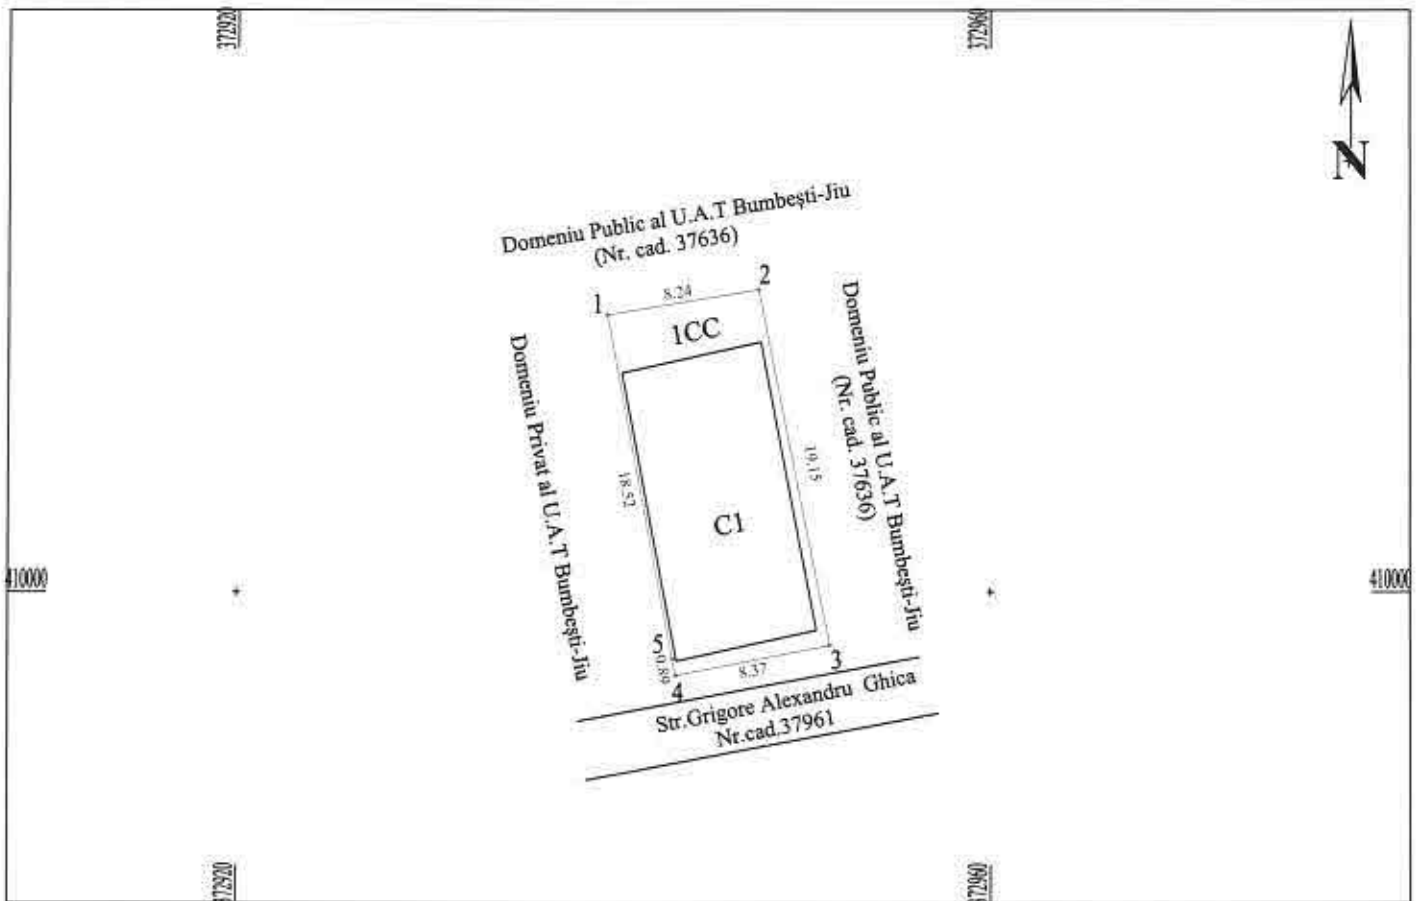 372920
372960
N
Domeniu Public al U.A.T Bumbești-Jiu
(Nr. cad. 37636)
1
8.24
2
1CC
Domeniu Privat al U.A.T Bumbești-Jiu
18.52
C1
19.15
Domeniu Public al U.A.T Bumbești-Jiu
(Nr. cad. 37636)
410000
410000
5
0.89
4
8.37
3
Str.Grigore Alexandru Ghica
Nr.cad.37961
372920
372960